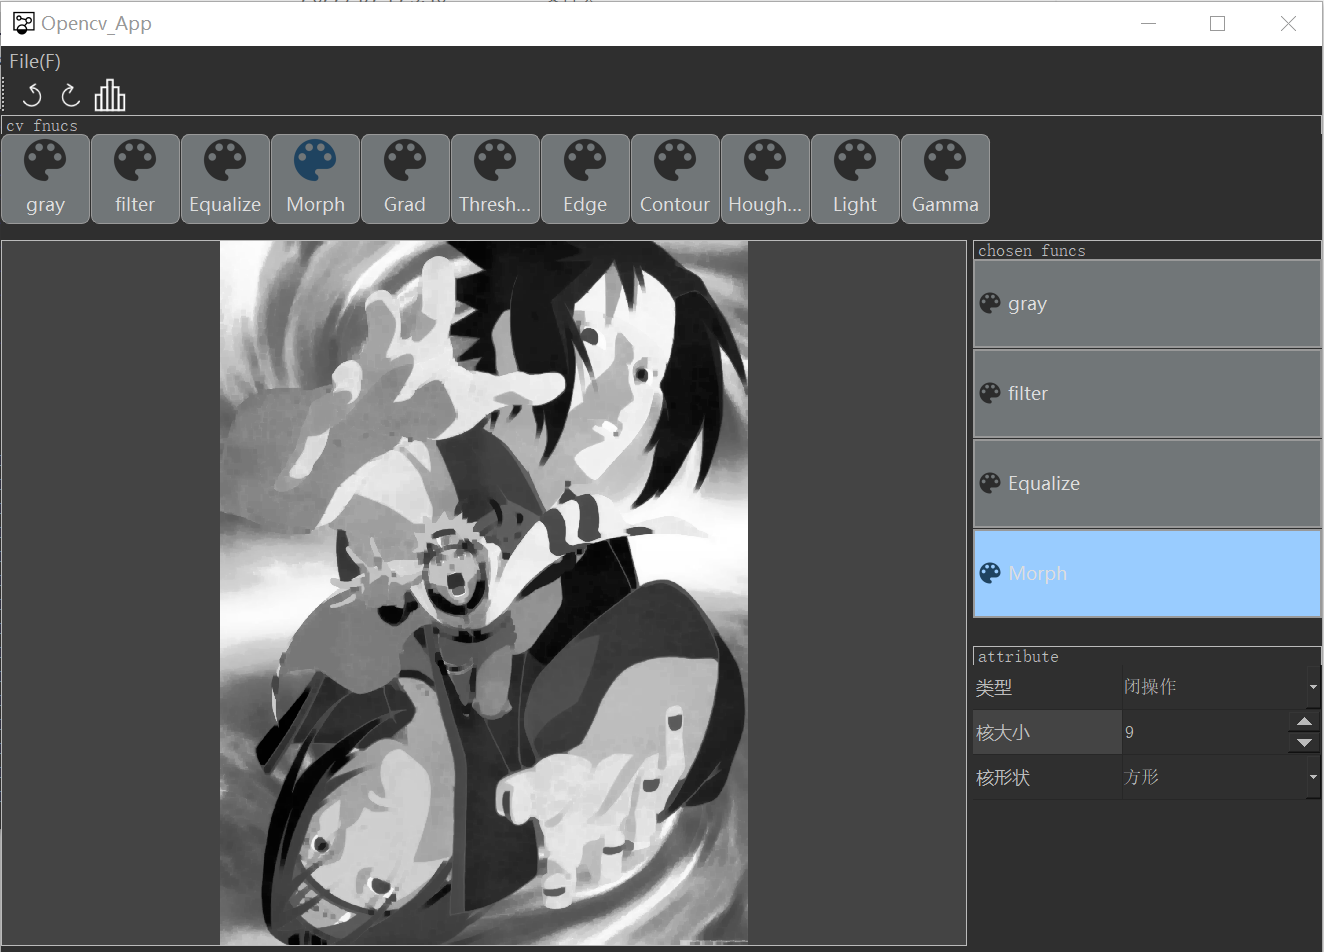 Opencv_App
File(F)
cv fnucs
gray filter Equalize Morph Grad Thresh... Edge Contour Hough... Light Gamma
chosen funcs
gray
filter
Equalize
Morph
attribute
类型 闭操作
核大小 9
核形状 方形